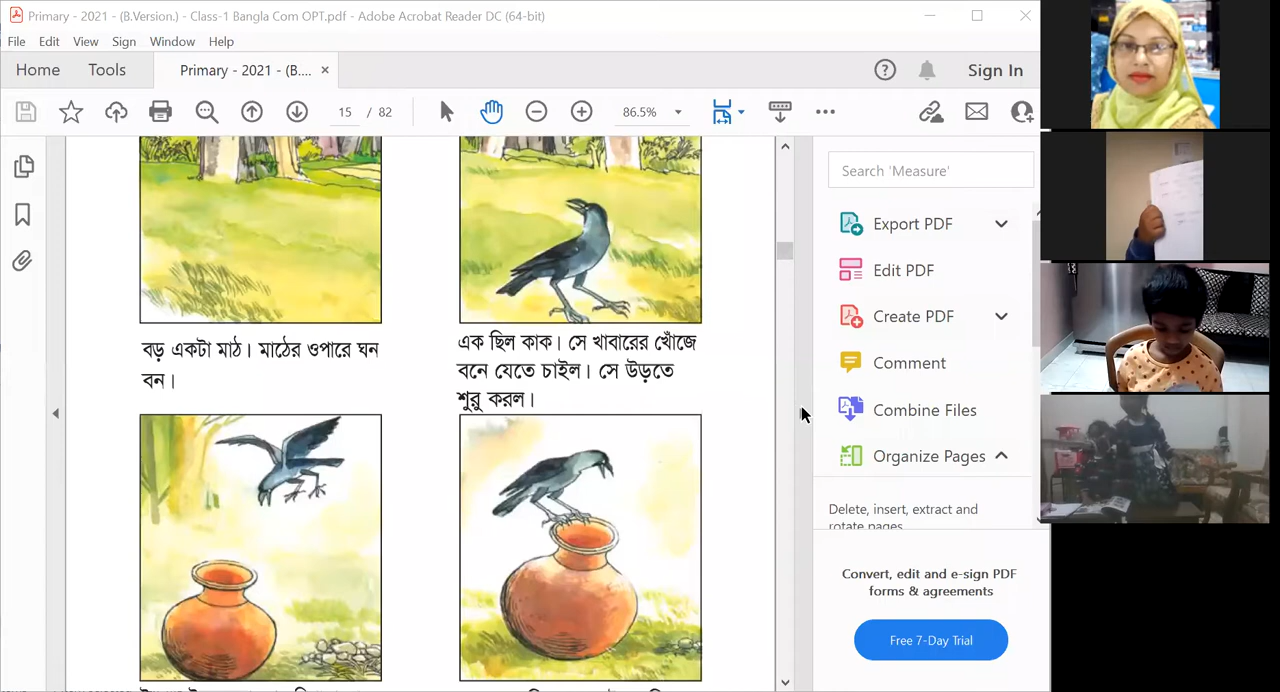 Primary - 2021 - (B.Version.) - Class-1 Bangla Com OPT.pdf - Adobe Acrobat Reader DC (64-bit)
File Edit View Sign Window Help
Home Tools Primary - 2021 - (B.... × Sign In
15 / 82 86.5%
Search 'Measure'
Export PDF
Edit PDF
Create PDF
Comment
Combine Files
Organize Pages
Delete, insert, extract and
rotate pages
Convert, edit and e-sign PDF
forms & agreements
Free 7-Day Trial
বড় একটা মাঠ। মাঠের ওপারে ঘন
বন।
এক ছিল কাক। সে খাবারের খোঁজে
বনে যেতে চাইল। সে উড়তে
শুরু করল।